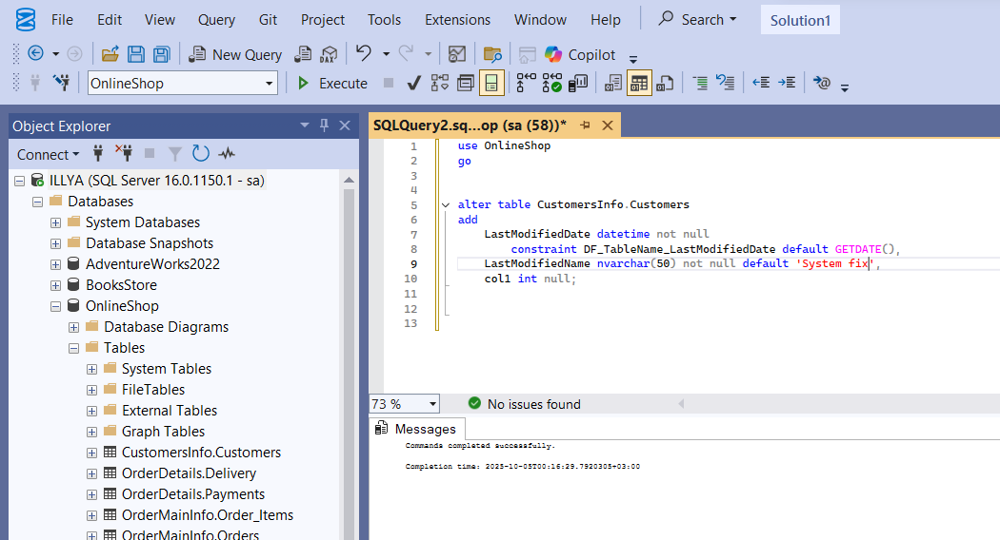 File Edit View Query Git Project Tools Extensions Window Help Search Solution1
New Query DAX Copilot
OnlineShop Execute
Object Explorer
Connect
ILLYA (SQL Server 16.0.1150.1 - sa)
Databases
System Databases
Database Snapshots
AdventureWorks2022
BooksStore
OnlineShop
Database Diagrams
Tables
System Tables
FileTables
External Tables
Graph Tables
CustomersInfo.Customers
OrderDetails.Delivery
OrderDetails.Payments
OrderMainInfo.Order_Items
OrderMainInfo.Orders
SQLQuery2.sq...op (sa (58))*
1 use OnlineShop
2 go
3
4
5 alter table CustomersInfo.Customers
6 add
7 LastModifiedDate datetime not null
8 constraint DF_TableName_LastModifiedDate default GETDATE(),
9 LastModifiedName nvarchar(50) not null default 'System fix',
10 col1 int null;
11
12
13
73 % No issues found
Messages
Commands completed successfully.
Completion time: 2025-10-05T00:16:29.7920305+03:00